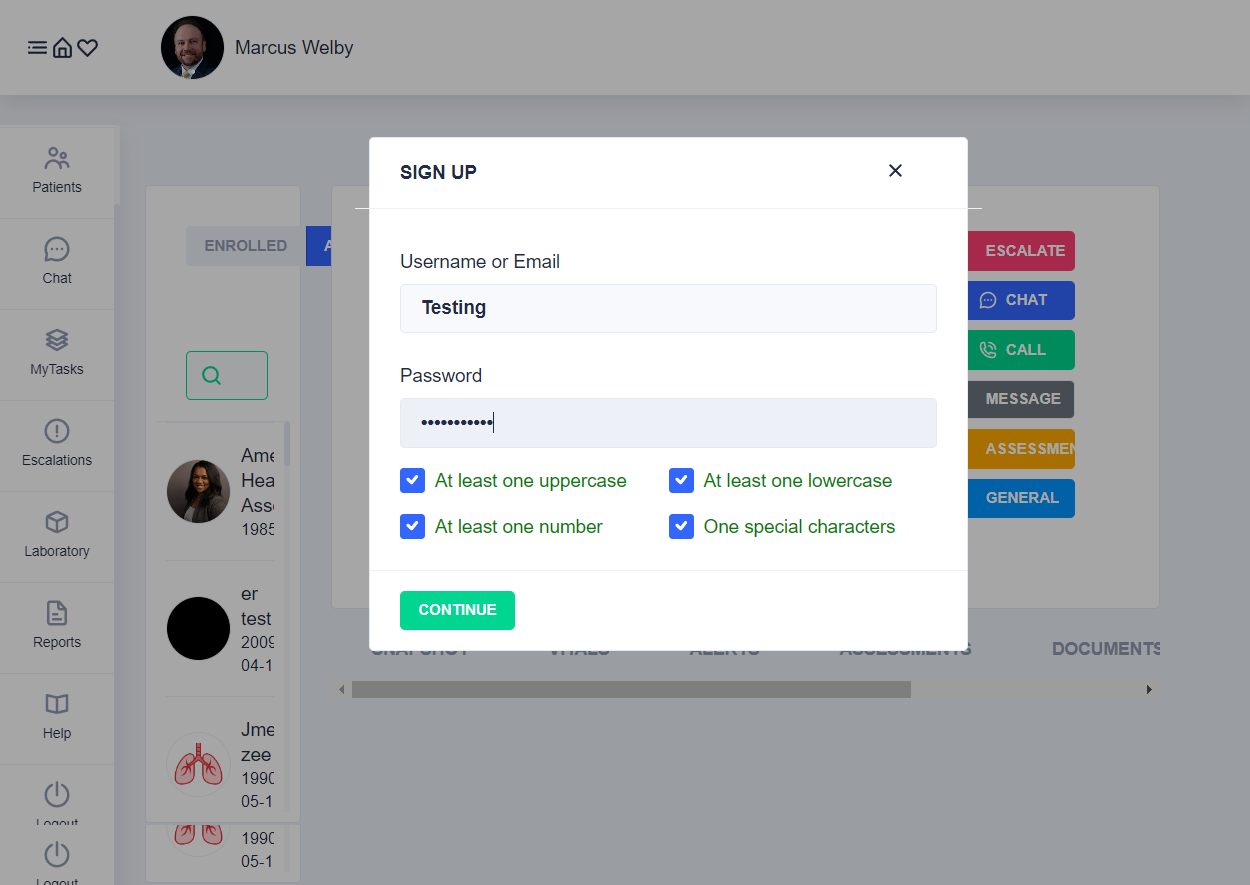 Marcus Welby
Patients
Chat
MyTasks
Escalations
Laboratory
Reports
Help
Logout
Logout
ENROLLED
A
Ame
Hea
Ass
1985
er
test
2009
04-1
Jme
zee
1990
05-1
1990
05-1
SIGN UP
Username or Email
Testing
Password
•••••••••••
At least one uppercase
At least one lowercase
At least one number
One special characters
CONTINUE
ESCALATE
CHAT
CALL
MESSAGE
ASSESSMEN
GENERAL
SNAPSHOT
VITALS
ALERTS
ASSESSMENTS
DOCUMENTS